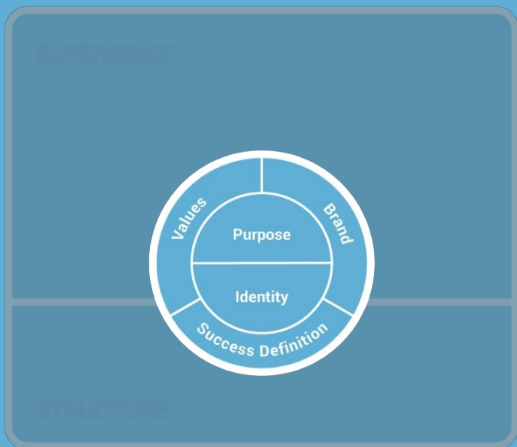 EXPERIENCE
Values
Brand
Purpose
Identity
Success Definition
STRUCTURE